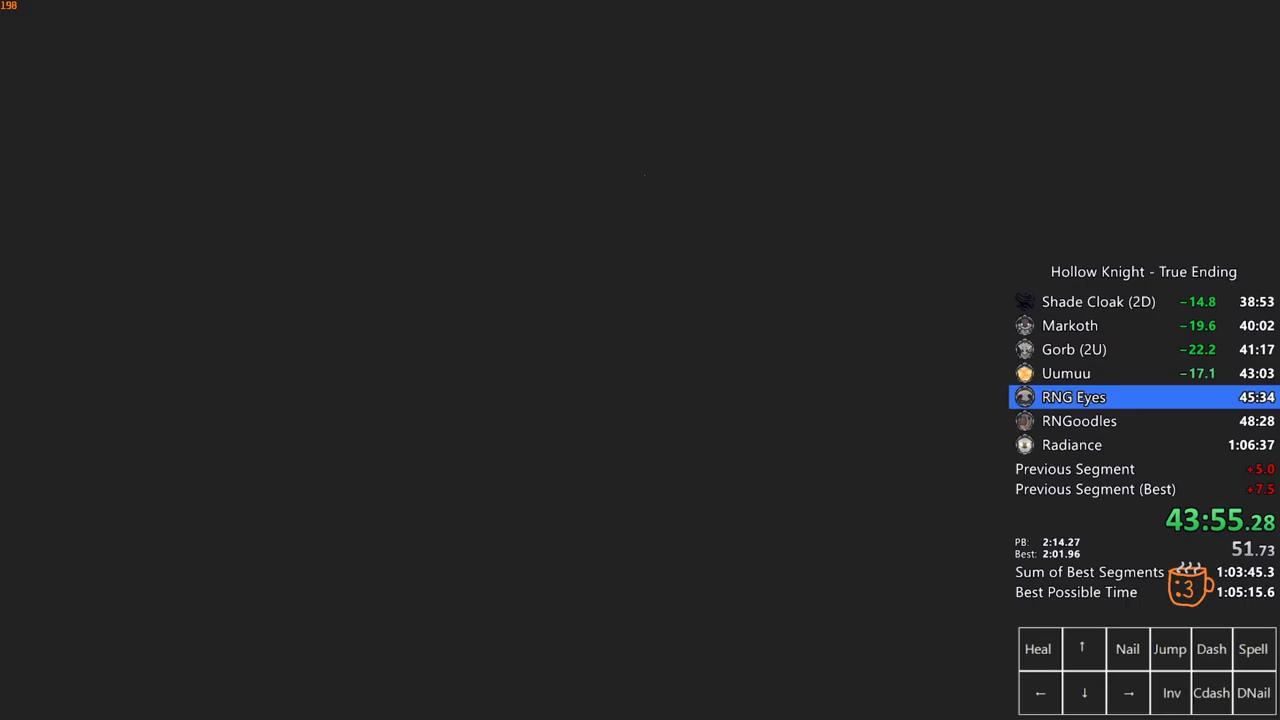 198
Hollow Knight - True Ending
Shade Cloak (2D) −14.8 38:53
Markoth −19.6 40:02
Gorb (2U) −22.2 41:17
Uumuu −17.1 43:03
RNG Eyes 45:34
RNGoodles 48:28
Radiance 1:06:37
Previous Segment +5.0
Previous Segment (Best) +7.5
43:55.28
PB: 2:14.27
Best: 2:01.96
51.73
Sum of Best Segments 1:03:45.3
Best Possible Time 1:05:15.6
Heal ↑ Nail Jump Dash Spell
← ↓ → Inv Cdash DNail